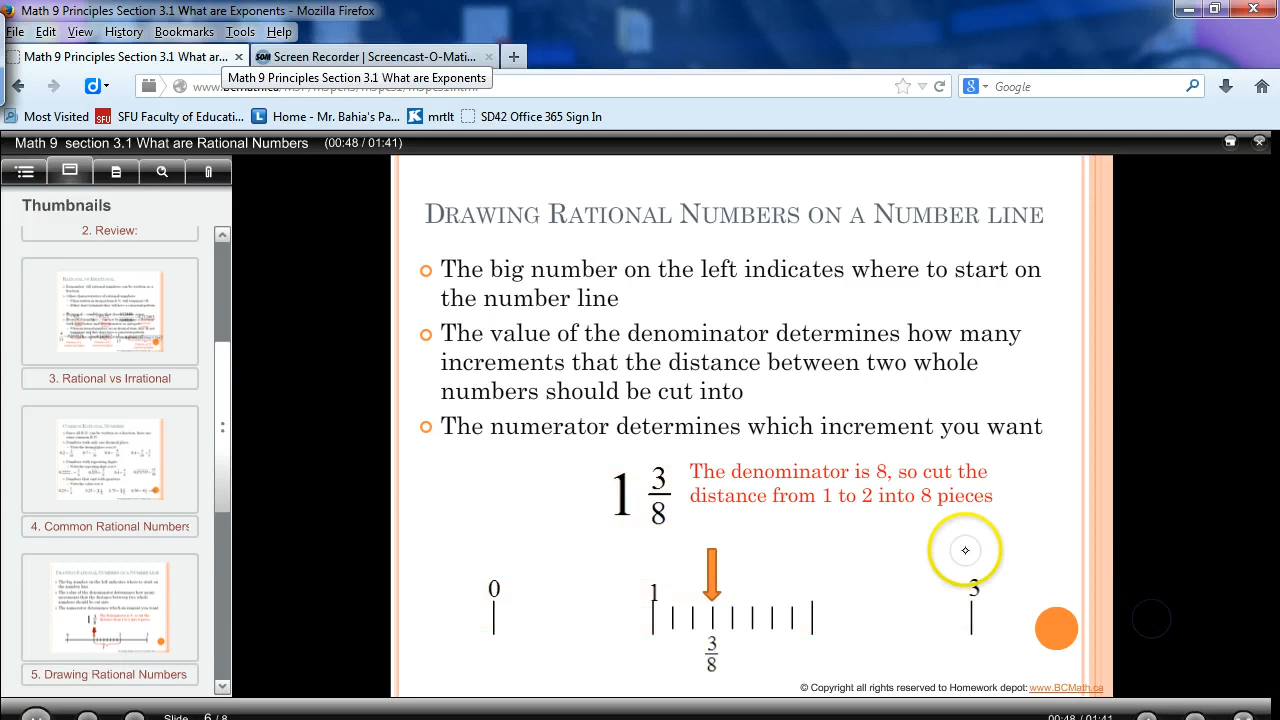 Math 9 Principles Section 3.1 What are Exponents - Mozilla Firefox
File Edit View History Bookmarks Tools Help
Math 9 Principles Section 3.1 What ar... × SOM Screen Recorder | Screencast-O-Mati... × +
Math 9 Principles Section 3.1 What are Exponents
Google
Most Visited SFU SFU Faculty of Educati... L Home - Mr. Bahia's Pa... K mrtlt SD42 Office 365 Sign In
Math 9 section 3.1 What are Rational Numbers (00:48 / 01:41)
Thumbnails
2. Review:
3. Rational vs Irrational
4. Common Rational Numbers
5. Drawing Rational Numbers
DRAWING RATIONAL NUMBERS ON A NUMBER LINE
The big number on the left indicates where to start on
the number line
The value of the denominator determines how many
increments that the distance between two whole
numbers should be cut into
The numerator determines which increment you want
1 3/8
The denominator is 8, so cut the
distance from 1 to 2 into 8 pieces
0 1 3
3/8
© Copyright all rights reserved to Homework depot: www.BCMath.ca
Slide 6 / 8 00:48 / 01:41